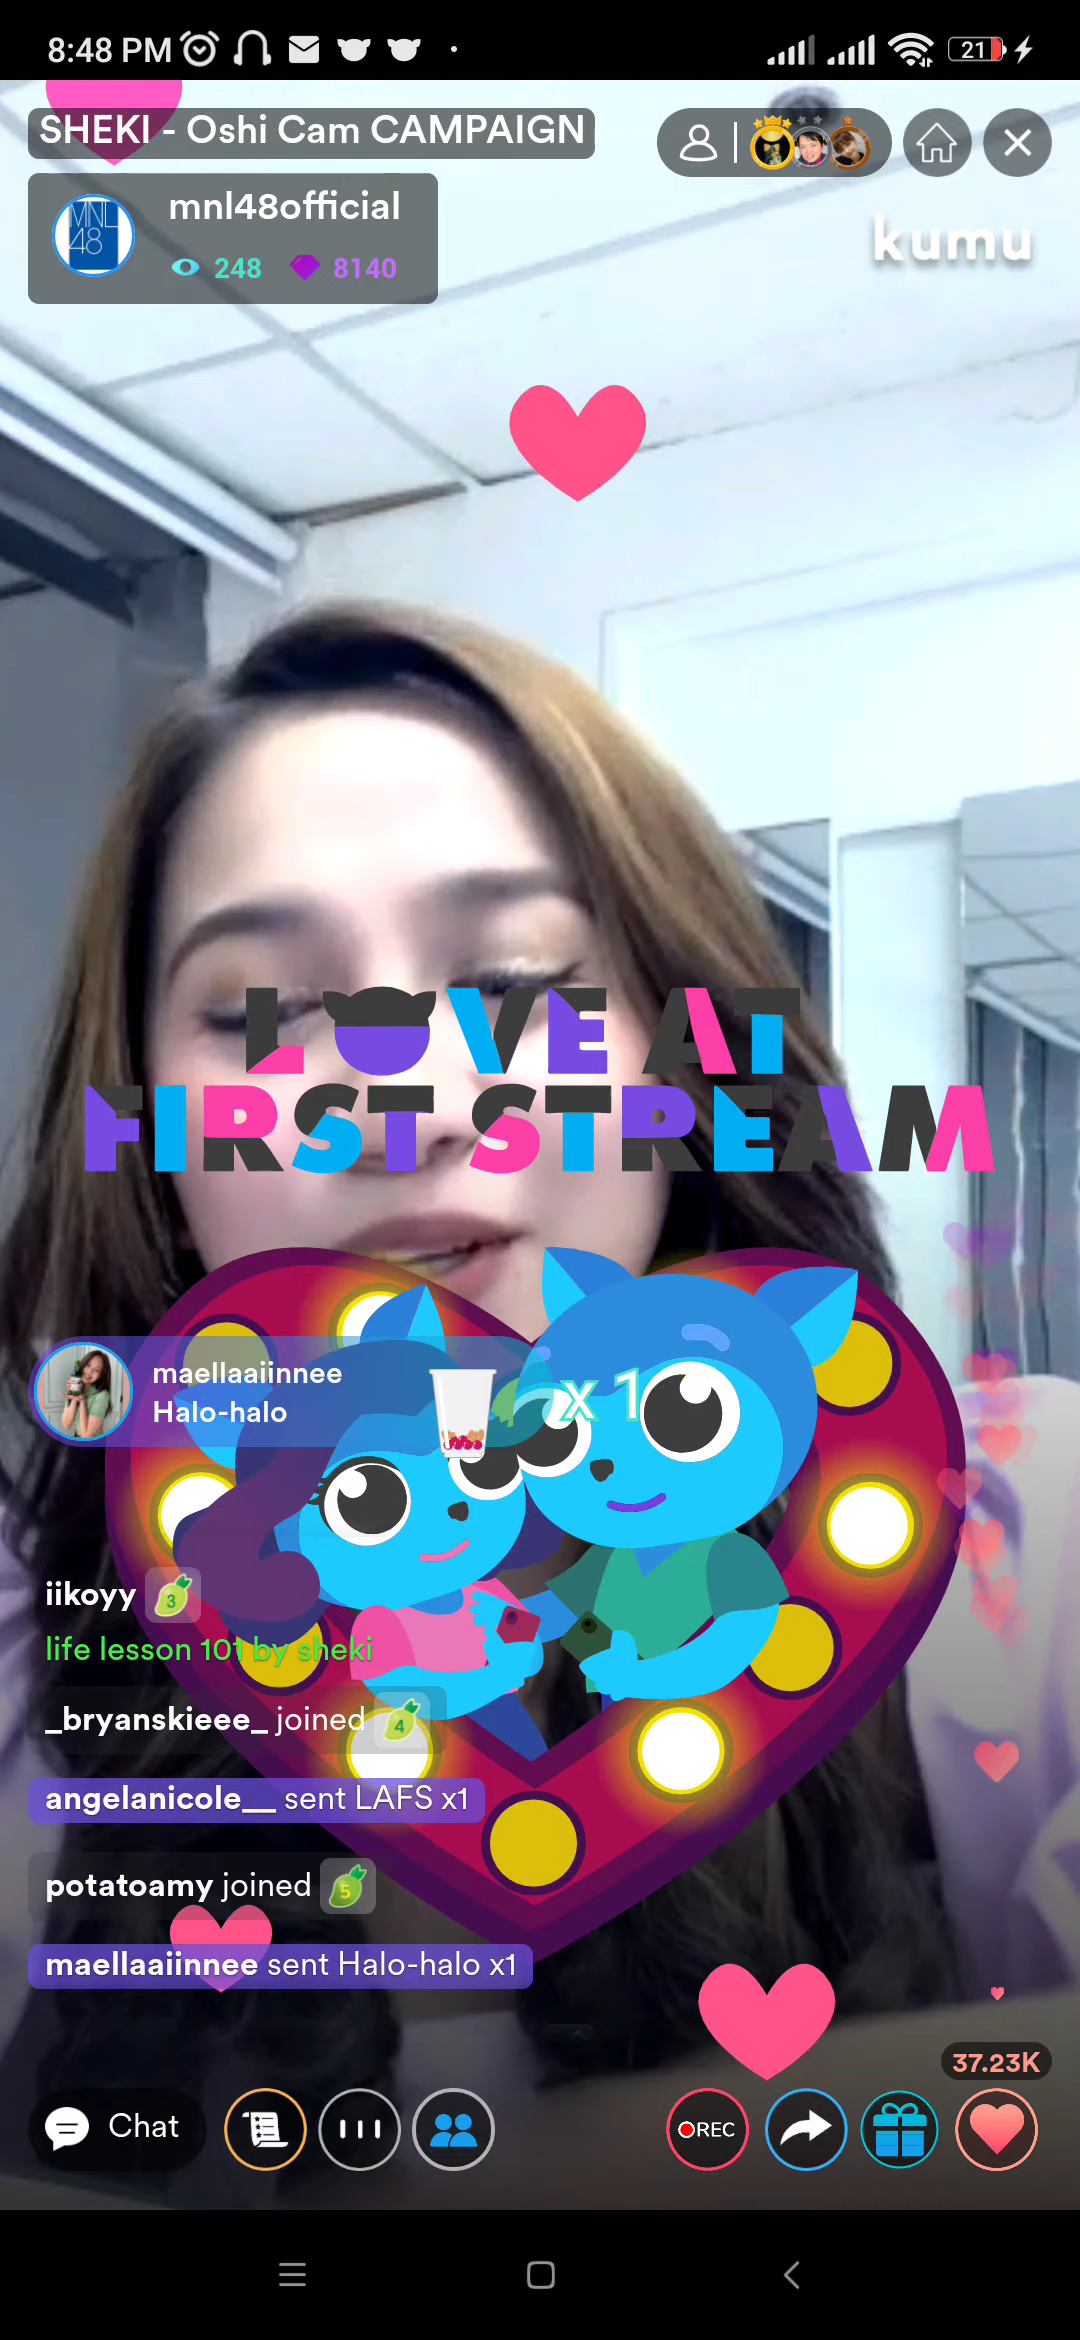 8:48 PM
21
SHEKI - Oshi Cam CAMPAIGN
MNL
48
mnl48official
248
8140
kumu
LOVE AT
FIRST STREAM
maellaaiinnee
Halo-halo
x 1
iikoyy 3
life lesson 101 by sheki
_bryanskieee_ joined 4
angelanicole__ sent LAFS x1
potatoamy joined 5
maellaaiinnee sent Halo-halo x1
37.23K
Chat
REC